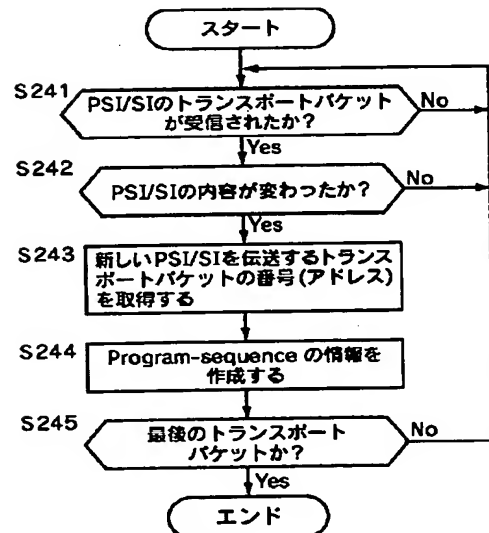 スタート
S241
PSI/SIのトランスポートパケット
が受信されたか?
No
Yes
S242
PSI/SIの内容が変わったか?
No
Yes
S243
新しいPSI/SIを伝送するトランス
ポートパケットの番号(アドレス)
を取得する
S244
Program-sequence の情報を
作成する
S245
最後のトランスポート
パケットか?
No
Yes
エンド